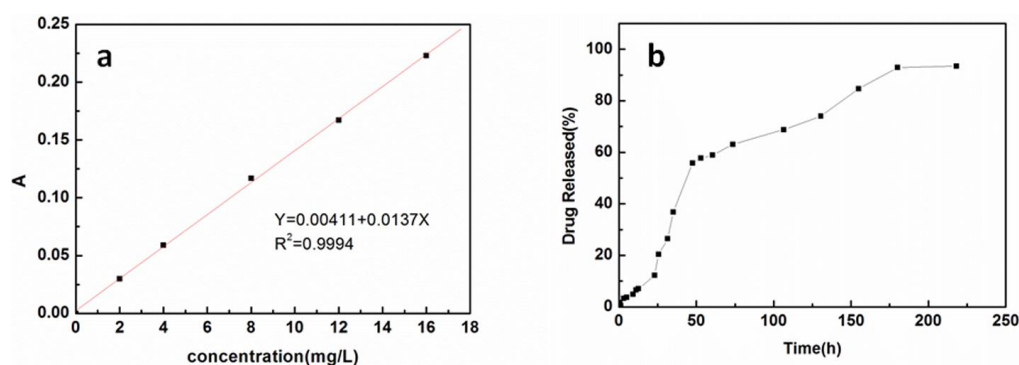 a
A
0.25
0.20
0.15
0.10
0.05
0.00
Y=0.00411+0.0137X
R²=0.9994
0 2 4 6 8 10 12 14 16 18
concentration(mg/L)
b
Drug Released(%)
100
80
60
40
20
0
0 50 100 150 200 250
Time(h)